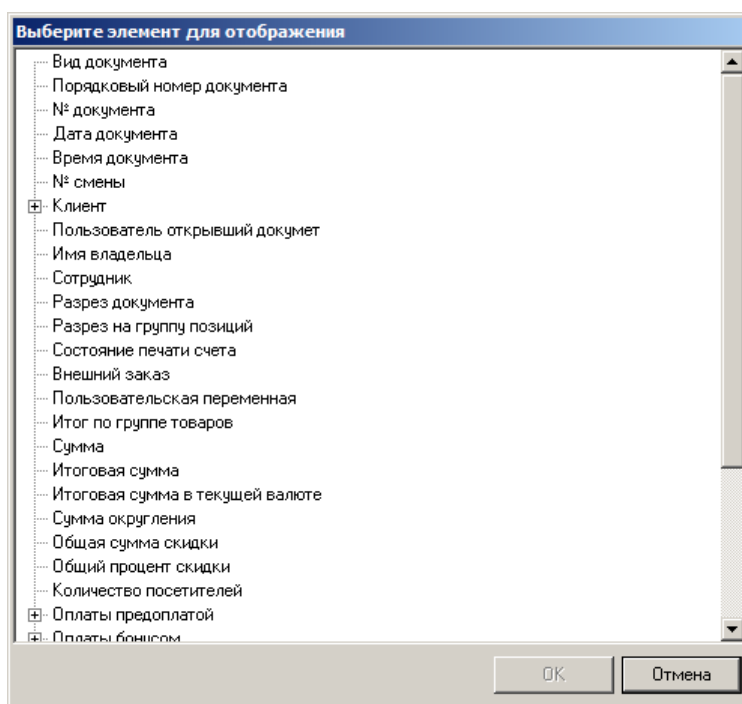 Выберите элемент для отображения
Вид документа
Порядковый номер документа
№ документа
Дата документа
Время документа
№ смены
Клиент
Пользователь открывший докумет
Имя владельца
Сотрудник
Разрез документа
Разрез на группу позиций
Состояние печати счета
Внешний заказ
Пользовательская переменная
Итог по группе товаров
Сумма
Итоговая сумма
Итоговая сумма в текущей валюте
Сумма округления
Общая сумма скидки
Общий процент скидки
Количество посетителей
Оплаты предоплатой
Оплаты бонусом
OK
Отмена